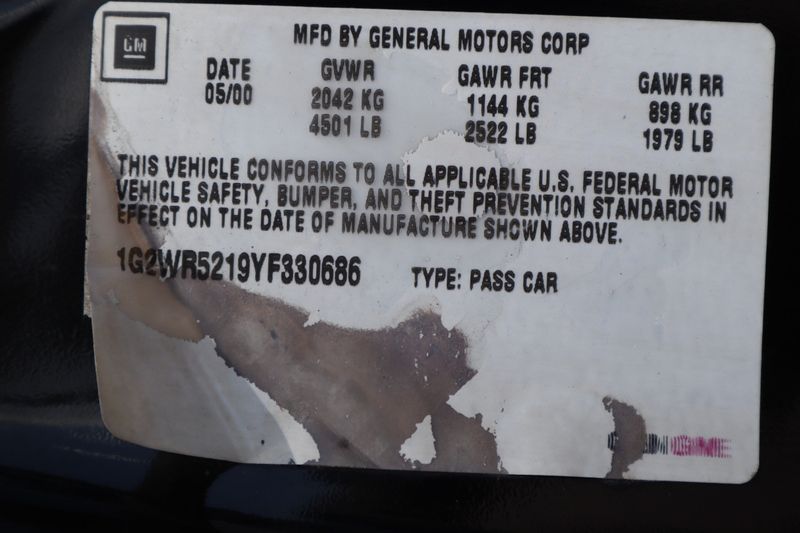 GM
MFD BY GENERAL MOTORS CORP
DATE GVWR GAWR FRT GAWR RR
05/00 2042 KG 1144 KG 898 KG
4501 LB 2522 LB 1979 LB
THIS VEHICLE CONFORMS TO ALL APPLICABLE U.S. FEDERAL MOTOR
VEHICLE SAFETY, BUMPER, AND THEFT PREVENTION STANDARDS IN
EFFECT ON THE DATE OF MANUFACTURE SHOWN ABOVE.
1G2WR5219YF330686 TYPE: PASS CAR